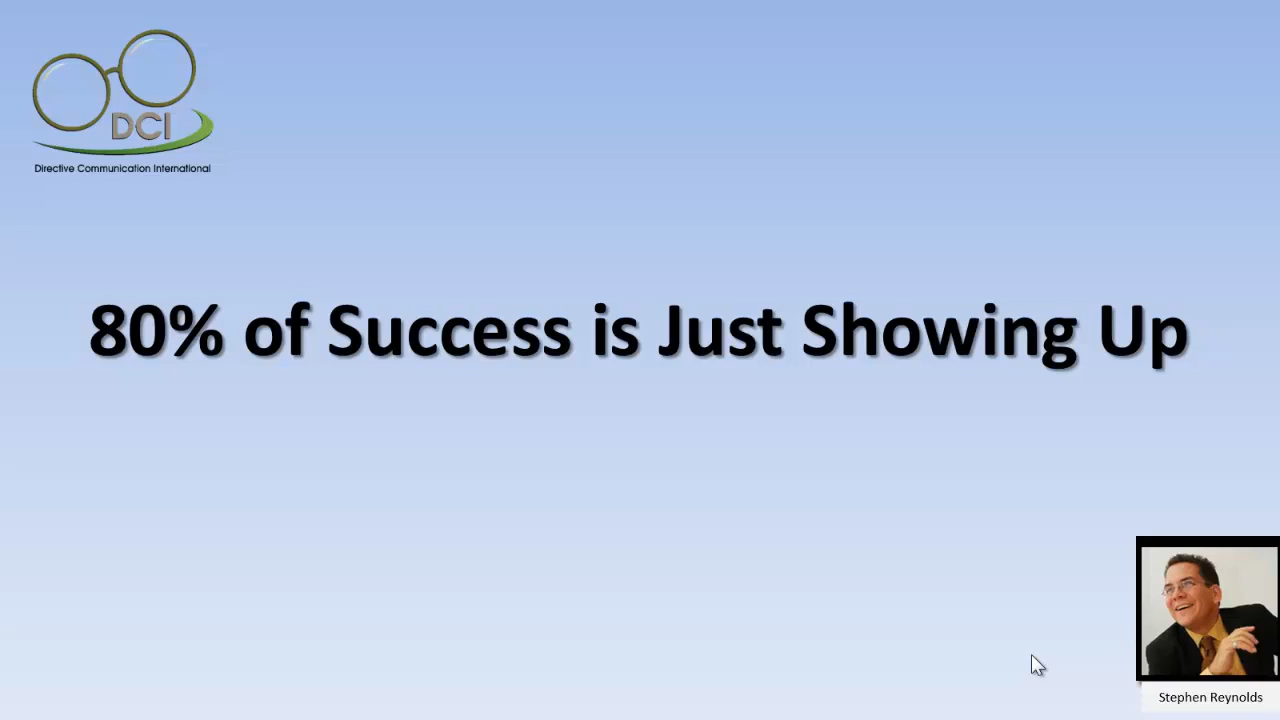 DCI
Directive Communication International
80% of Success is Just Showing Up
Stephen Reynolds